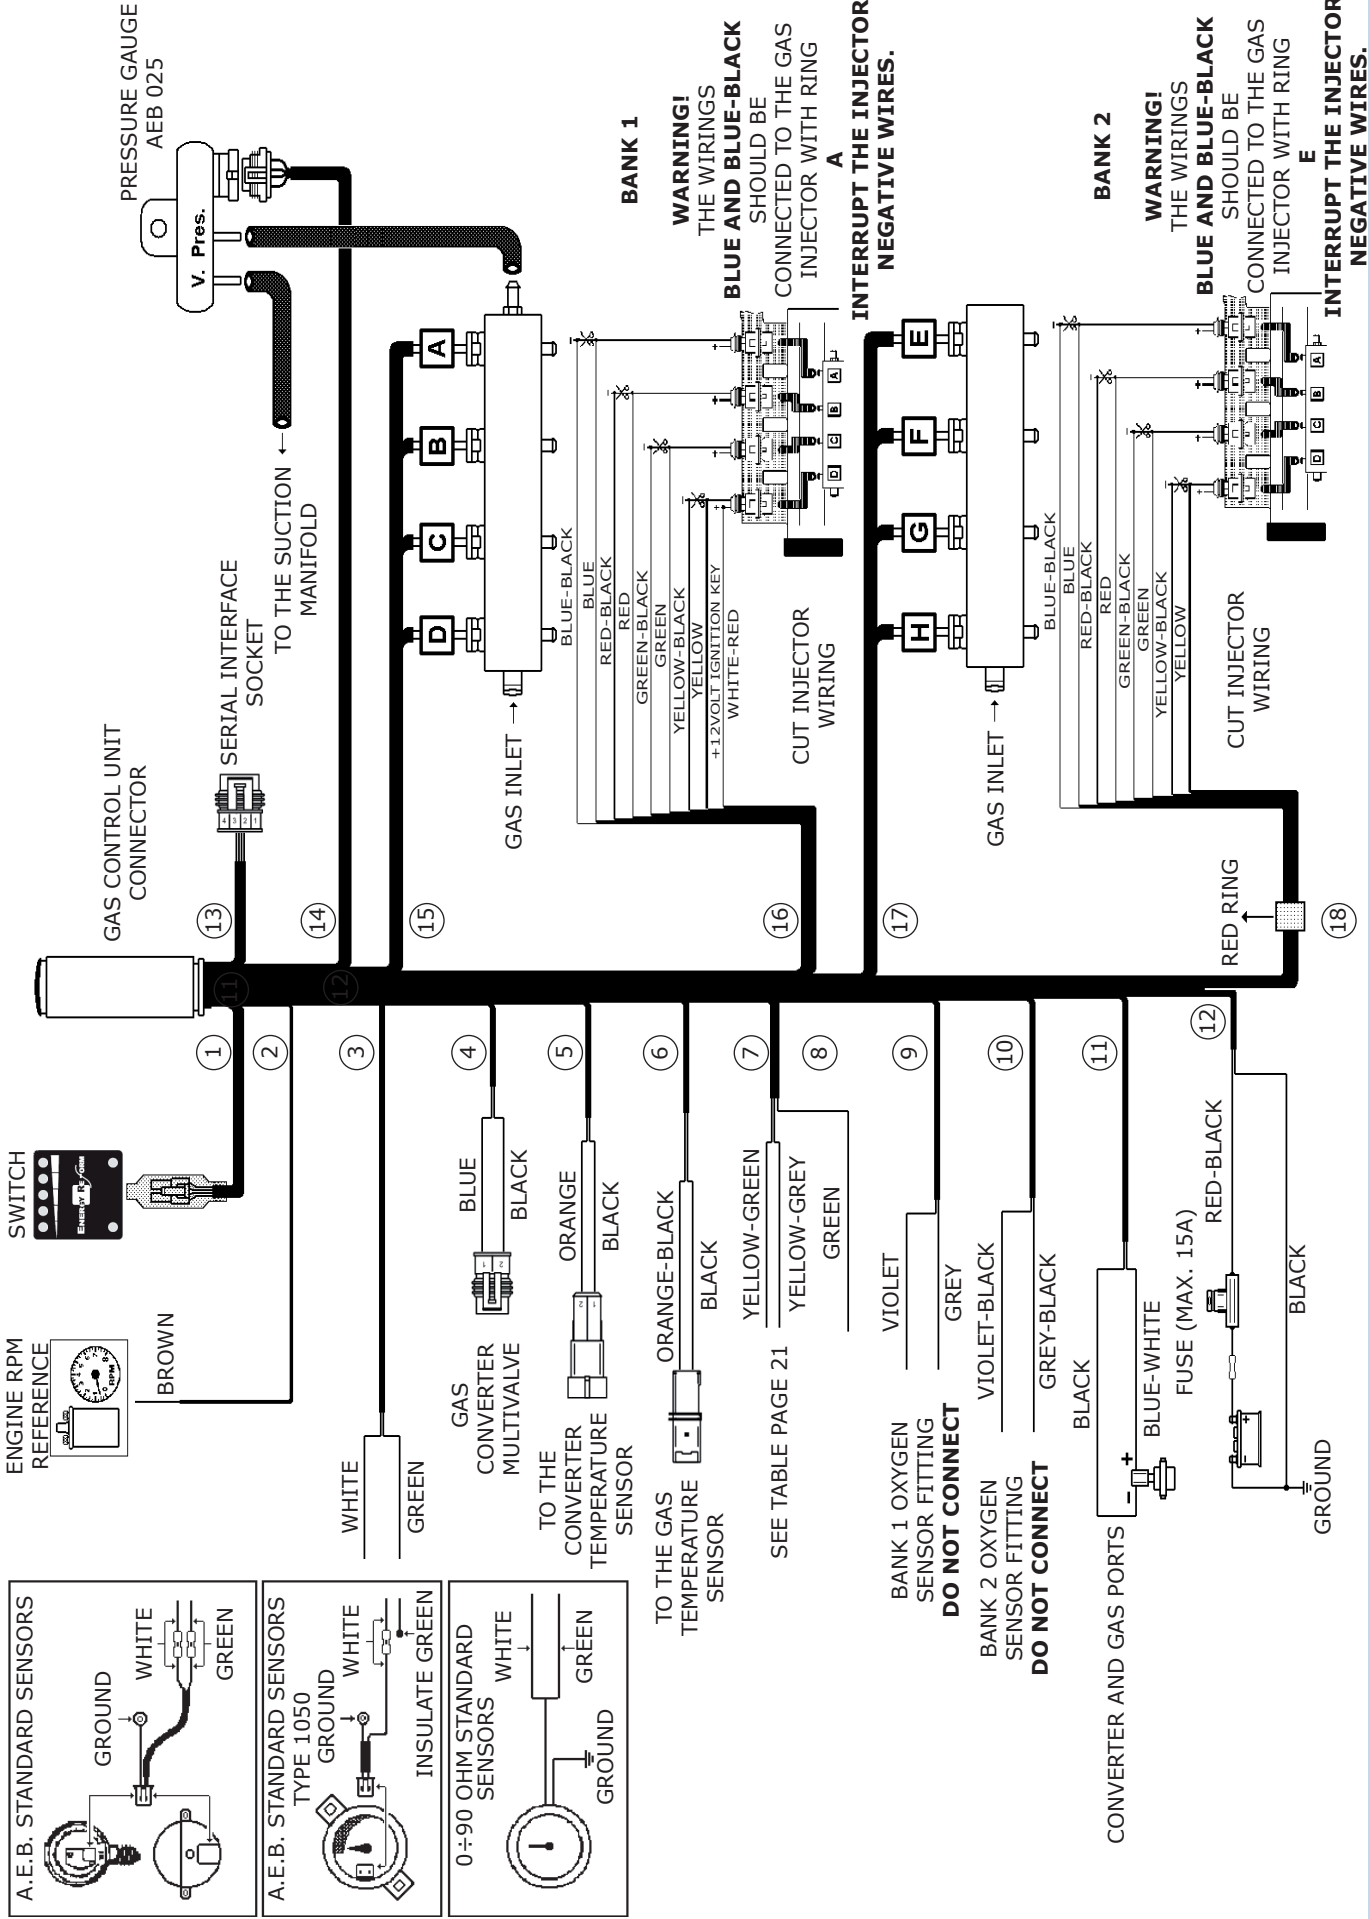 PRESSURE GAUGE
AEB 025
V. Pres.
GAS CONTROL UNIT
CONNECTOR
SERIAL INTERFACE
SOCKET
4 3 2 1
TO THE SUCTION
MANIFOLD
SWITCH
ENERGY REFORM
ENGINE RPM
REFERENCE
RPM
BROWN
1
2
3
4
5
6
7
8
9
10
11
12
11
12
13
14
15
16
17
18
A.E.B. STANDARD SENSORS
GROUND
WHITE
GREEN
A.E.B. STANDARD SENSORS
TYPE 1050
GROUND
WHITE
INSULATE GREEN
0÷90 OHM STANDARD
SENSORS
WHITE
GREEN
GROUND
WHITE
GREEN
GAS
CONVERTER
MULTIVALVE
BLUE
BLACK
1 2
TO THE
CONVERTER
TEMPERATURE
SENSOR
ORANGE
BLACK
2 1
TO THE GAS
TEMPERATURE
SENSOR
ORANGE-BLACK
BLACK
SEE TABLE PAGE 21
YELLOW-GREEN
YELLOW-GREY
GREEN
BANK 1 OXYGEN
SENSOR FITTING
DO NOT CONNECT
VIOLET
GREY
BANK 2 OXYGEN
SENSOR FITTING
DO NOT CONNECT
VIOLET-BLACK
GREY-BLACK
CONVERTER AND GAS PORTS
BLACK
BLUE-WHITE
- +
FUSE (MAX. 15A)
RED-BLACK
BLACK
- +
GROUND
D C B A
GAS INLET
BLUE-BLACK
BLUE
RED-BLACK
RED
GREEN-BLACK
GREEN
YELLOW-BLACK
YELLOW
+12VOLT IGNITION KEY
WHITE-RED
CUT INJECTOR
WIRING
D C B A
BANK 1
WARNING!
THE WIRINGS
BLUE AND BLUE-BLACK
SHOULD BE
CONNECTED TO THE GAS
INJECTOR WITH RING
A
INTERRUPT THE INJECTOR
NEGATIVE WIRES.
H G F E
GAS INLET
BLUE-BLACK
BLUE
RED-BLACK
RED
GREEN-BLACK
GREEN
YELLOW-BLACK
YELLOW
CUT INJECTOR
WIRING
D C B A
RED RING
BANK 2
WARNING!
THE WIRINGS
BLUE AND BLUE-BLACK
SHOULD BE
CONNECTED TO THE GAS
INJECTOR WITH RING
E
INTERRUPT THE INJECTOR
NEGATIVE WIRES.